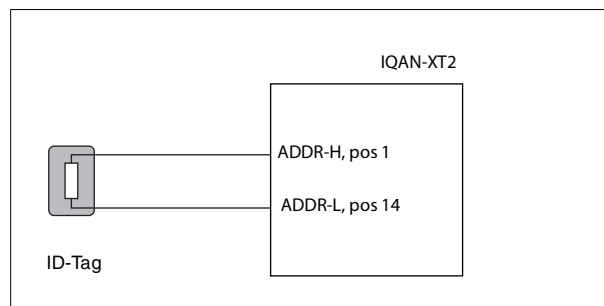 IQAN-XT2
ADDR-H, pos 1
ADDR-L, pos 14
ID-Tag